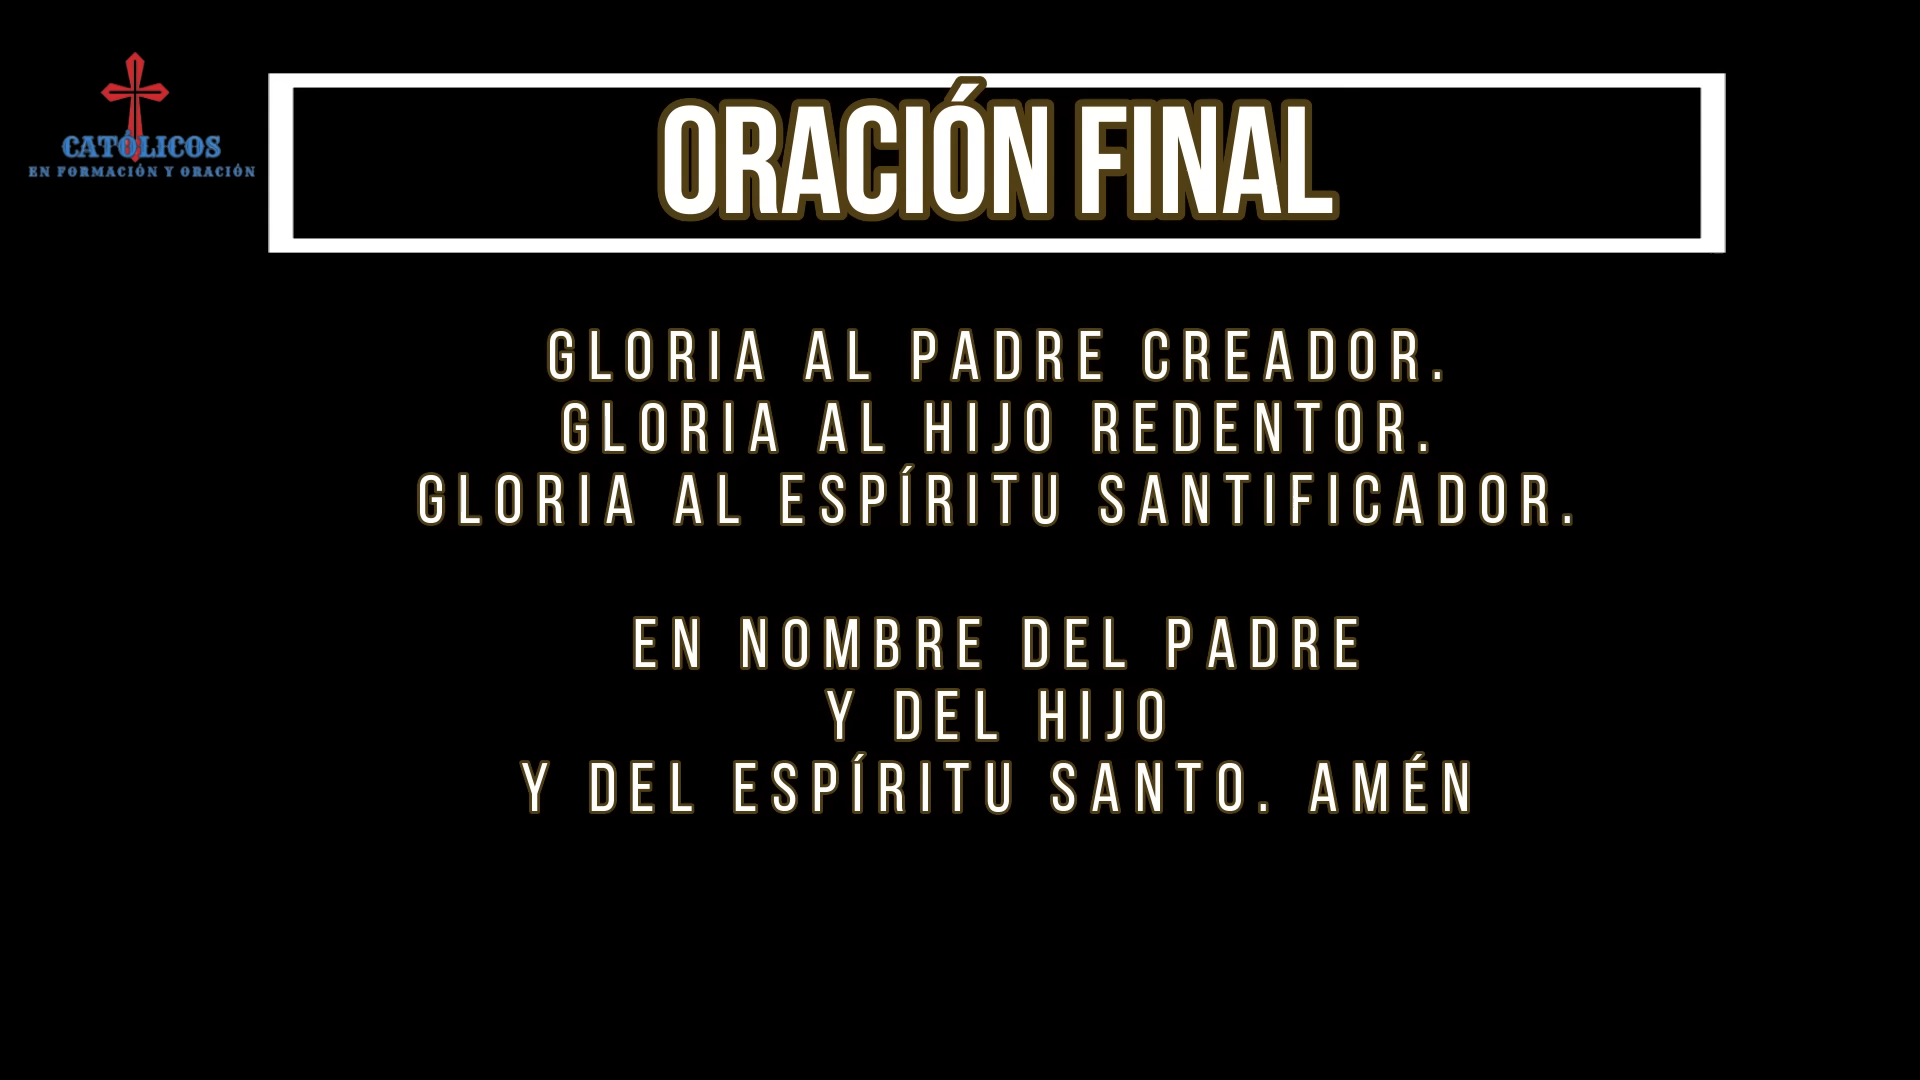 CATÓLICOS
EN FORMACIÓN Y ORACIÓN
ORACIÓN FINAL
GLORIA AL PADRE CREADOR.
GLORIA AL HIJO REDENTOR.
GLORIA AL ESPÍRITU SANTIFICADOR.
EN NOMBRE DEL PADRE
Y DEL HIJO
Y DEL ESPÍRITU SANTO. AMÉN